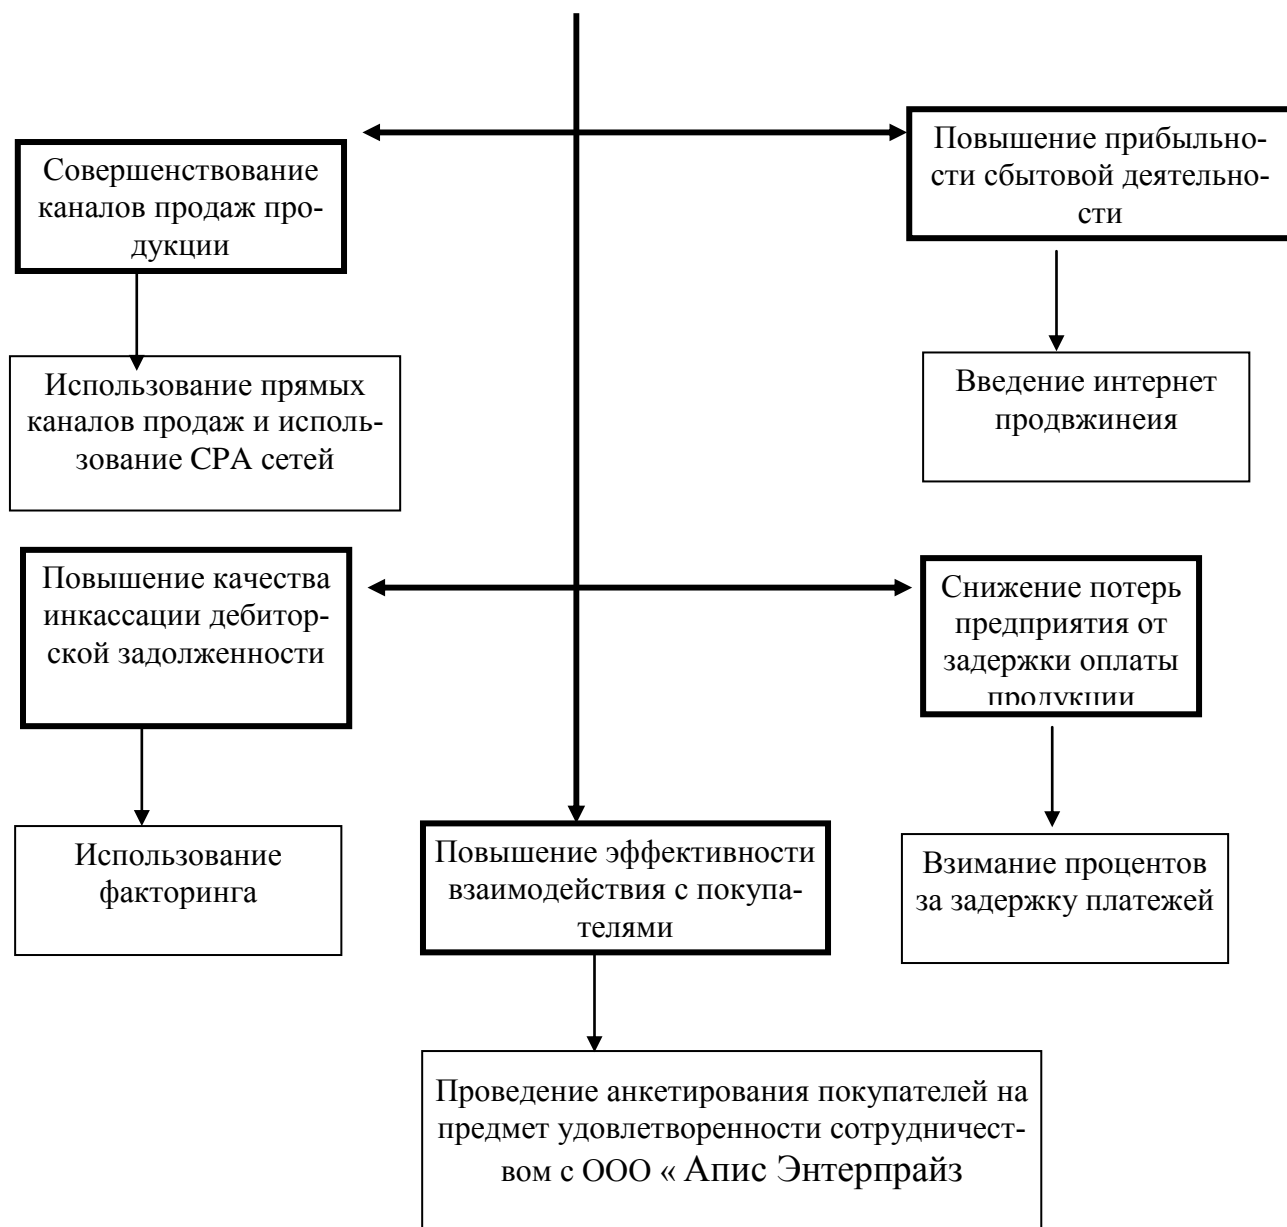 Совершенствование
каналов продаж про-
дукции
Повышение прибыльно-
сти сбытовой деятельно-
сти
Использование прямых
каналов продаж и исполь-
зование СРА сетей
Введение интернет
продвжинеия
Повышение качества
инкассации дебитор-
ской задолженности
Снижение потерь
предприятия от
задержки оплаты
продукции
Использование
факторинга
Повышение эффективности
взаимодействия с покупа-
телями
Взимание процентов
за задержку платежей
Проведение анкетирования покупателей на
предмет удовлетворенности сотрудничест-
вом с ООО « Апис Энтерпрайз